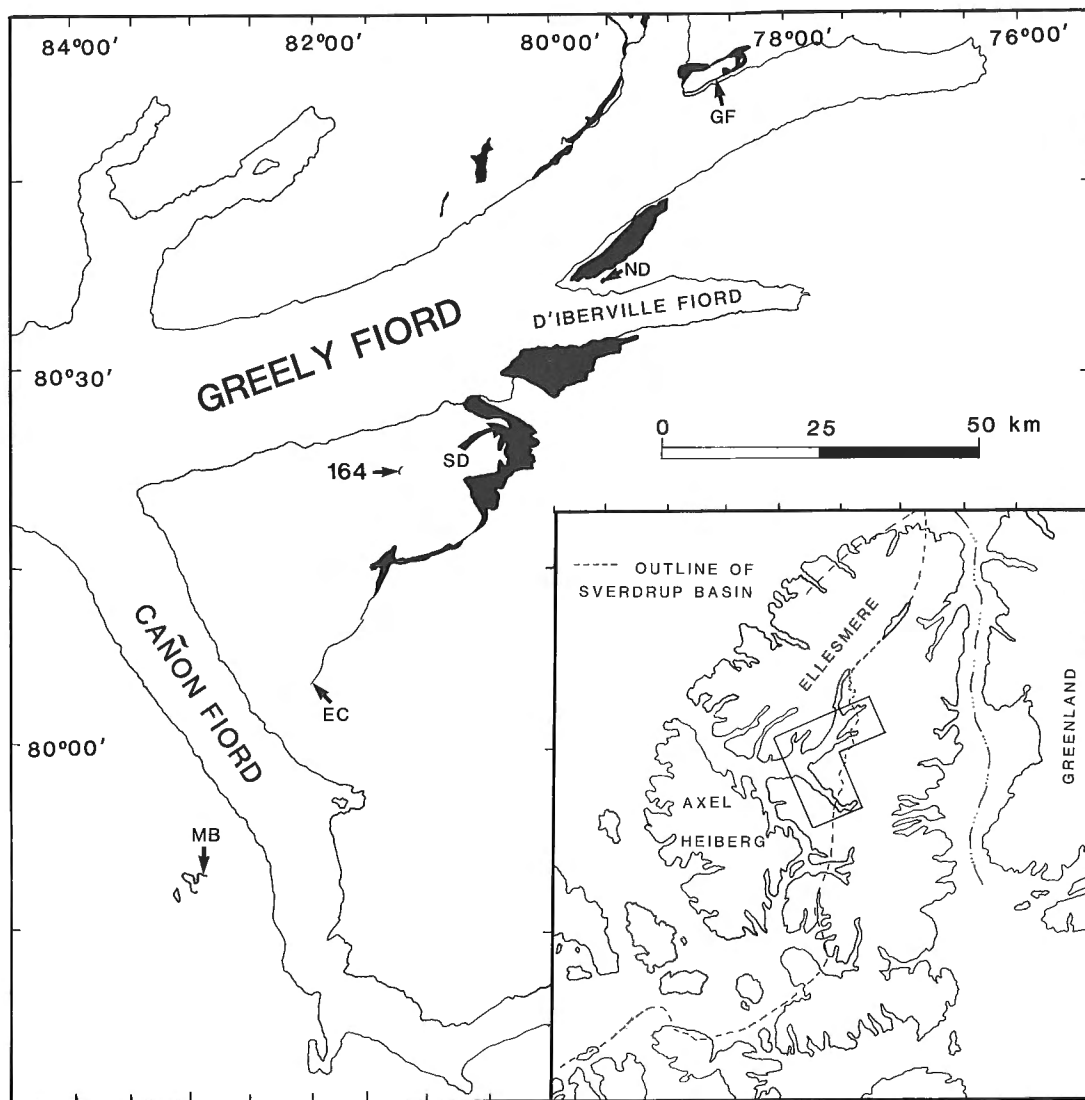 84°00′ 82°00′ 80°00′ 78°00′ 76°00′
GF
ND
D'IBERVILLE FIORD
GREELY FIORD
80°30′
0 25 50 km
SD
164
CAÑON FIORD
EC
80°00′
MB
OUTLINE OF
SVERDRUP BASIN
ELLESMERE
GREENLAND
AXEL
HEIBERG